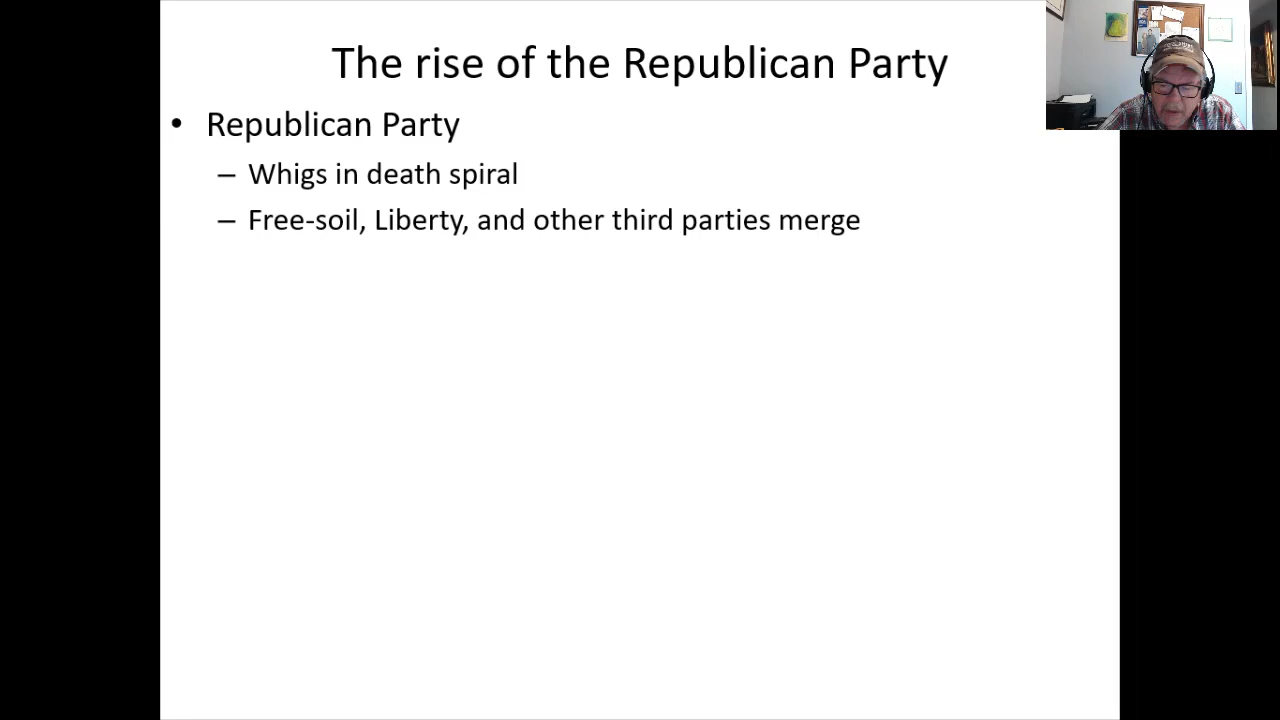 The rise of the Republican Party
• Republican Party
– Whigs in death spiral
– Free-soil, Liberty, and other third parties merge